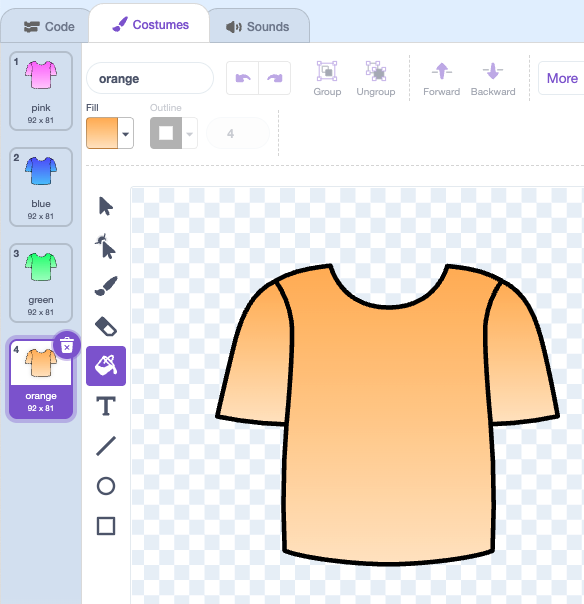 Code
Costumes
Sounds
1
pink
92 x 81
2
blue
92 x 81
3
green
92 x 81
4
orange
92 x 81
orange
Group
Ungroup
Forward
Backward
More
Fill
Outline
4
T